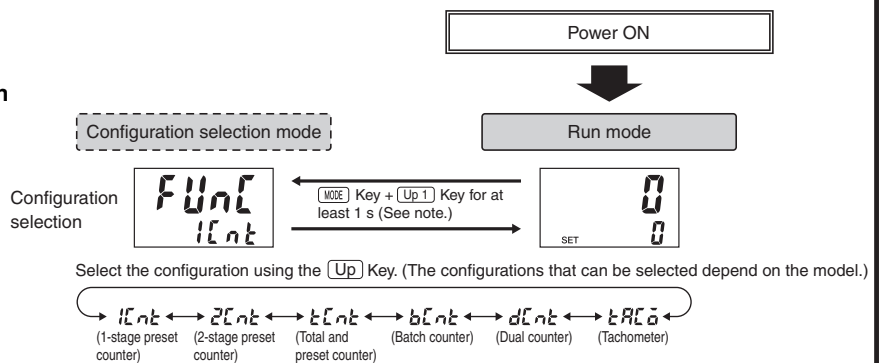 Power ON
n
Configuration selection mode
Run mode
Configuration
selection
FUnC
1Cnt
MODE Key + Up 1 Key for at
least 1 s (See note.)
0
SET 0
Select the configuration using the Up Key. (The configurations that can be selected depend on the model.)
1Cnt 2Cnt tCnt bCnt dCnt tACo
(1-stage preset
counter)
(2-stage preset
counter)
(Total and
preset counter)
(Batch counter)
(Dual counter)
(Tachometer)